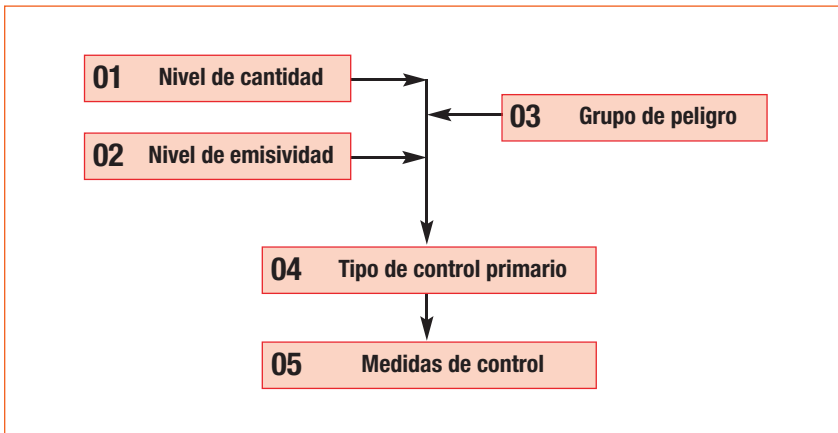 01 Nivel de cantidad
02 Nivel de emisividad
03 Grupo de peligro
04 Tipo de control primario
05 Medidas de control